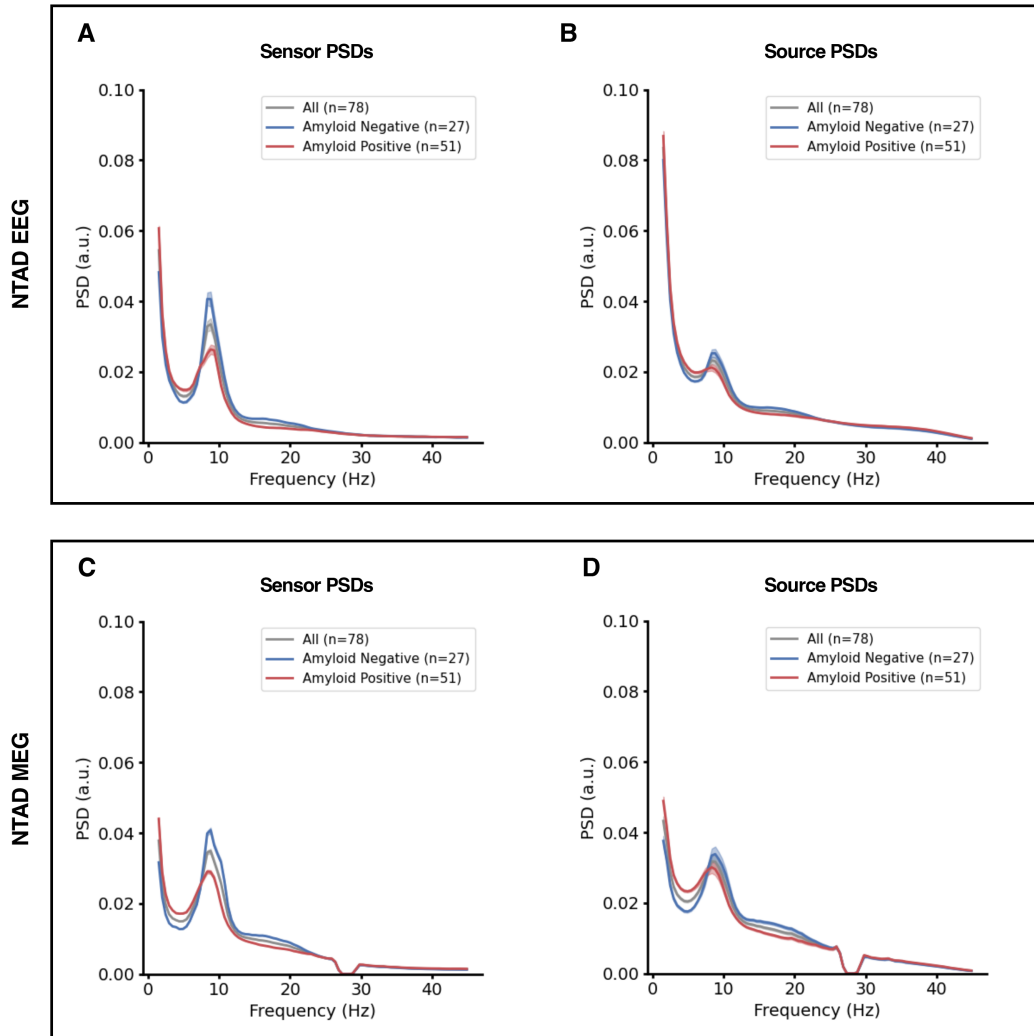 NTAD EEG
A
Sensor PSDs
0.10
0.08
0.06
0.04
0.02
0.00
PSD (a.u.)
All (n=78)
Amyloid Negative (n=27)
Amyloid Positive (n=51)
0 10 20 30 40
Frequency (Hz)
B
Source PSDs
0.10
0.08
0.06
0.04
0.02
0.00
PSD (a.u.)
All (n=78)
Amyloid Negative (n=27)
Amyloid Positive (n=51)
0 10 20 30 40
Frequency (Hz)
NTAD MEG
C
Sensor PSDs
0.10
0.08
0.06
0.04
0.02
0.00
PSD (a.u.)
All (n=78)
Amyloid Negative (n=27)
Amyloid Positive (n=51)
0 10 20 30 40
Frequency (Hz)
D
Source PSDs
0.10
0.08
0.06
0.04
0.02
0.00
PSD (a.u.)
All (n=78)
Amyloid Negative (n=27)
Amyloid Positive (n=51)
0 10 20 30 40
Frequency (Hz)